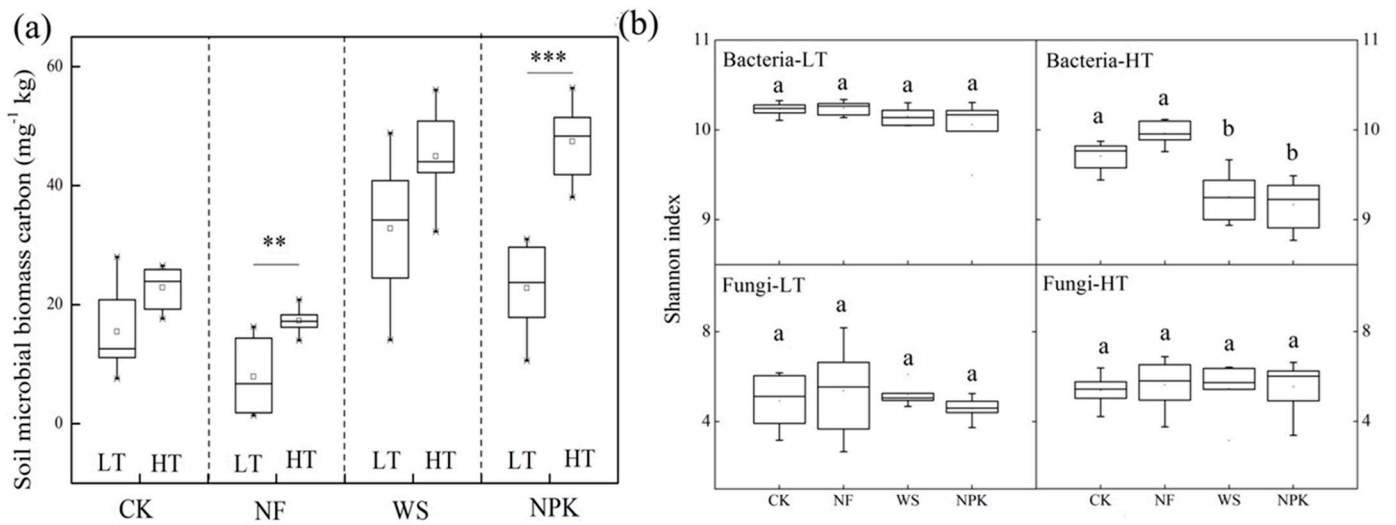 (a)
Soil microbial biomass carbon (mg⁻¹ kg)
60
40
20
0
**
***
LT HT LT HT LT HT LT HT
CK NF WS NPK
(b)
Shannon index
11 11
Bacteria-LT Bacteria-HT
a a a a
a a b b
10 10
9 9
Fungi-LT Fungi-HT
a a a a
a a a a
8 8
4 4
CK NF WS NPK CK NF WS NPK